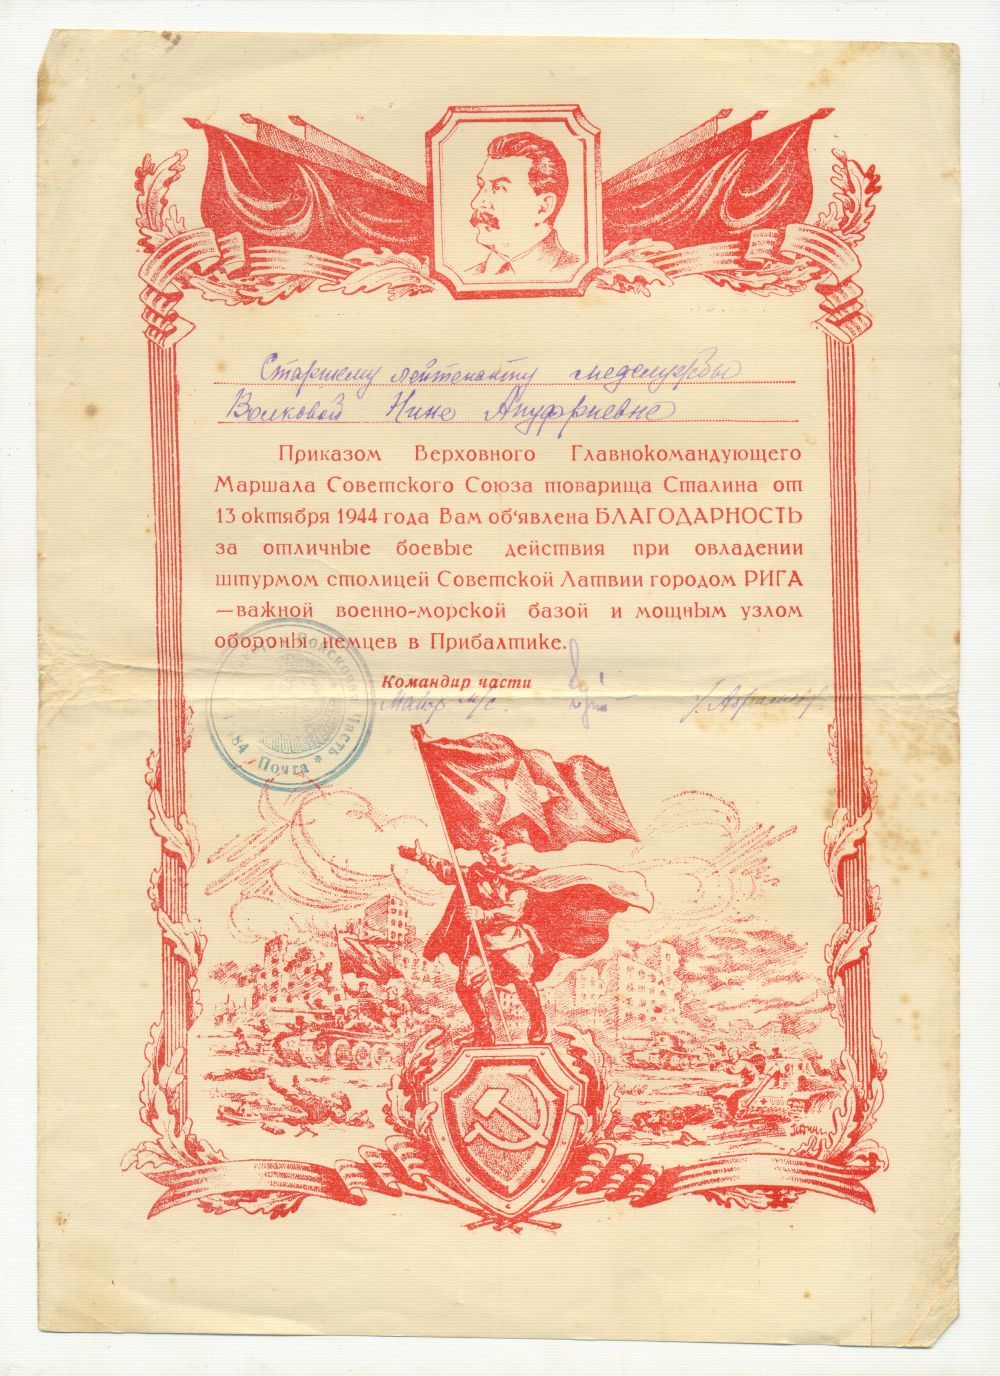 Старшему лейтенанту медслужбы
Волковой Нине Ануфриевне
Приказом Верховного Главнокомандующего
Маршала Советского Союза товарища Сталина от
13 октября 1944 года Вам об‘явлена БЛАГОДАРНОСТЬ
за отличные боевые действия при овладении
штурмом столицей Советской Латвии городом РИГА
—важной военно-морской базой и мощным узлом
обороны немцев в Прибалтике.
Командир части
Майор м/с.
Войсковая Часть
Почта